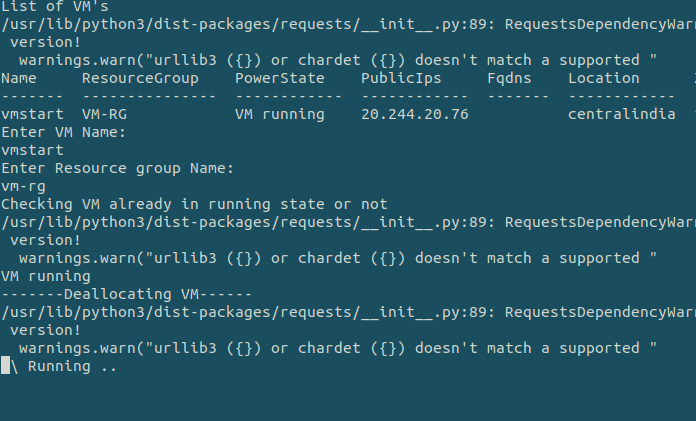 List of VM's
/usr/lib/python3/dist-packages/requests/__init__.py:89: RequestsDependencyWar
 version!
  warnings.warn("urllib3 ({}) or chardet ({}) doesn't match a supported "
Name     ResourceGroup    PowerState    PublicIps     Fqdns    Location
-------  ---------------  ------------  ------------  -------  ------------
vmstart  VM-RG            VM running    20.244.20.76           centralindia
Enter VM Name:
vmstart
Enter Resource group Name:
vm-rg
Checking VM already in running state or not
/usr/lib/python3/dist-packages/requests/__init__.py:89: RequestsDependencyWar
 version!
  warnings.warn("urllib3 ({}) or chardet ({}) doesn't match a supported "
VM running
-------Deallocating VM------
/usr/lib/python3/dist-packages/requests/__init__.py:89: RequestsDependencyWar
 version!
  warnings.warn("urllib3 ({}) or chardet ({}) doesn't match a supported "
 \ Running ..